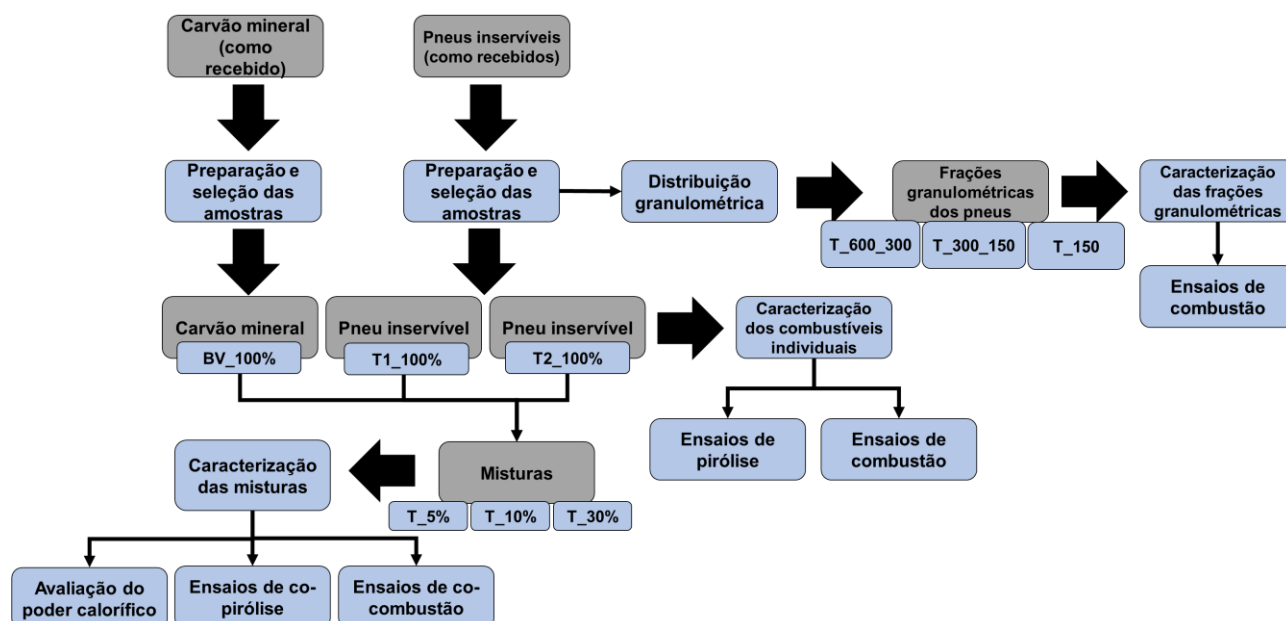 Carvão mineral
(como
recebido)
Pneus inservíveis
(como recebidos)
Preparação e
seleção das
amostras
Preparação e
seleção das
amostras
Distribuição
granulométrica
Frações
granulométricas
dos pneus
T_600_300
T_300_150
T_150
Caracterização
das frações
granulométricas
Ensaios de
combustão
Carvão mineral
BV_100%
Pneu inservível
T1_100%
Pneu inservível
T2_100%
Caracterização
dos combustíveis
individuais
Ensaios de
pirólise
Ensaios de
combustão
Misturas
T_5%
T_10%
T_30%
Caracterização
das misturas
Avaliação do
poder calorífico
Ensaios de co-
pirólise
Ensaios de co-
combustão